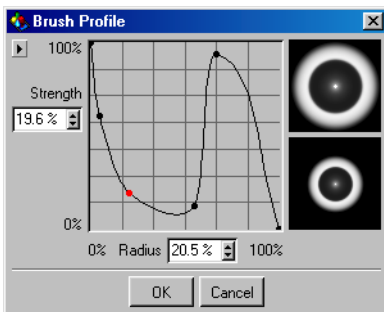 Brush Profile
100%
Strength
19.6 %
0%
0% Radius 20.5 % 100%
OK Cancel